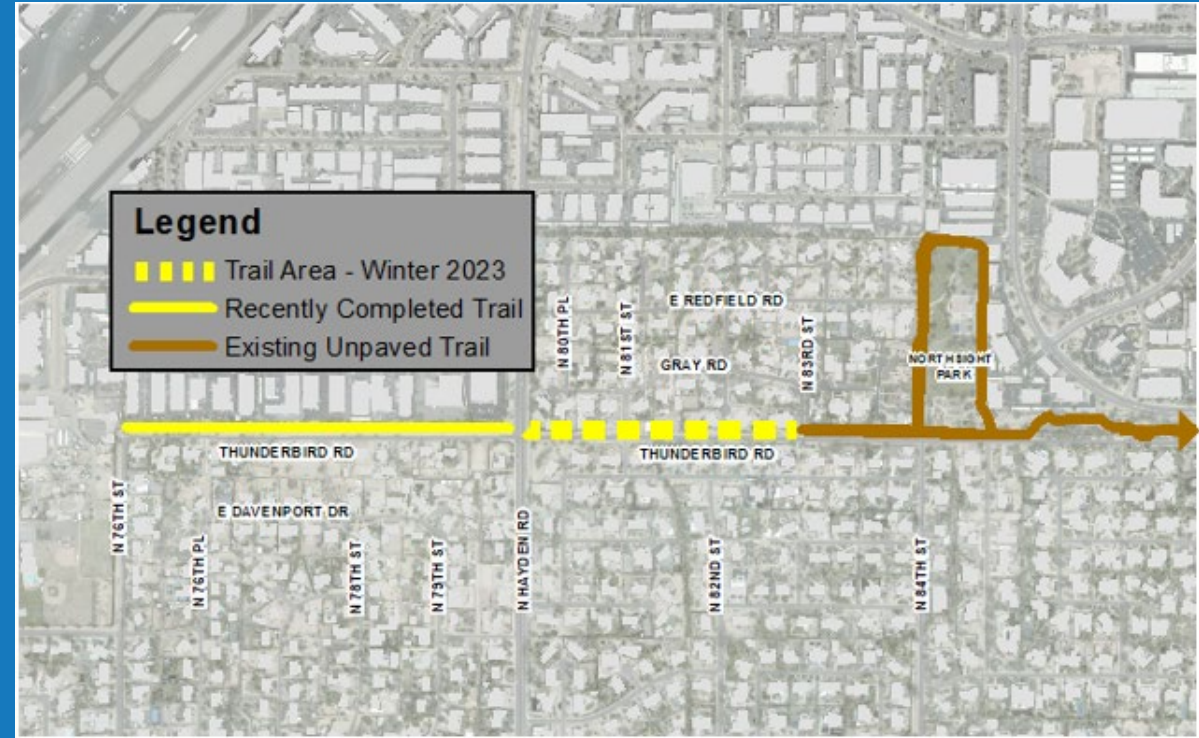 Legend
Trail Area - Winter 2023
Recently Completed Trail
Existing Unpaved Trail
N 80TH PL
N 81ST ST
E REDFIELD RD
GRAY RD
N 83RD ST
NORTHSIGHT
PARK
THUNDERBIRD RD
THUNDERBIRD RD
N 76TH ST
N 76TH PL
E DAVENPORT DR
N 78TH ST
N 79TH ST
N HAYDEN RD
N 82ND ST
N 84TH ST